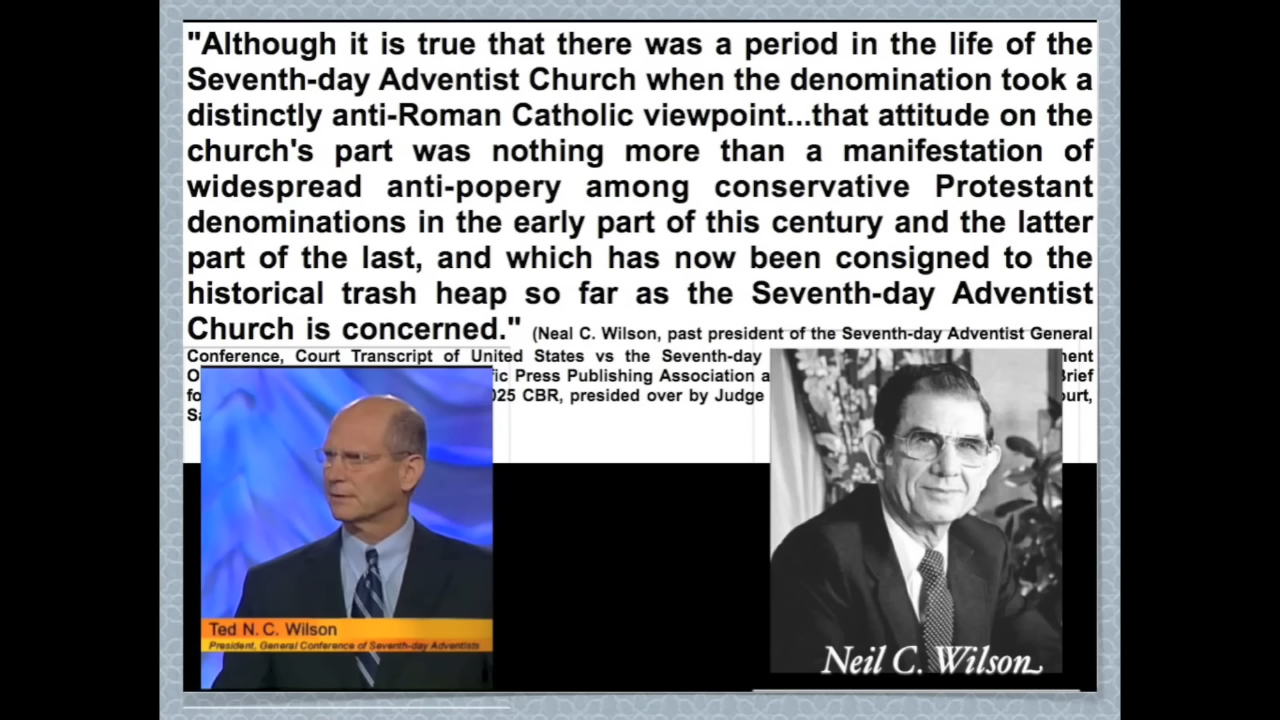 "Although it is true that there was a period in the life of the
Seventh-day Adventist Church when the denomination took a
distinctly anti-Roman Catholic viewpoint...that attitude on the
church's part was nothing more than a manifestation of
widespread anti-popery among conservative Protestant
denominations in the early part of this century and the latter
part of the last, and which has now been consigned to the
historical trash heap so far as the Seventh-day Adventist
Church is concerned." (Neal C. Wilson, past president of the Seventh-day Adventist General
Conference, Court Transcript of United States vs the Seventh-day
Press Publishing Association
CBR, presided over by Judge
Ted N. C. Wilson
President, General Conference of Seventh-day Adventists
Neil C. Wilson